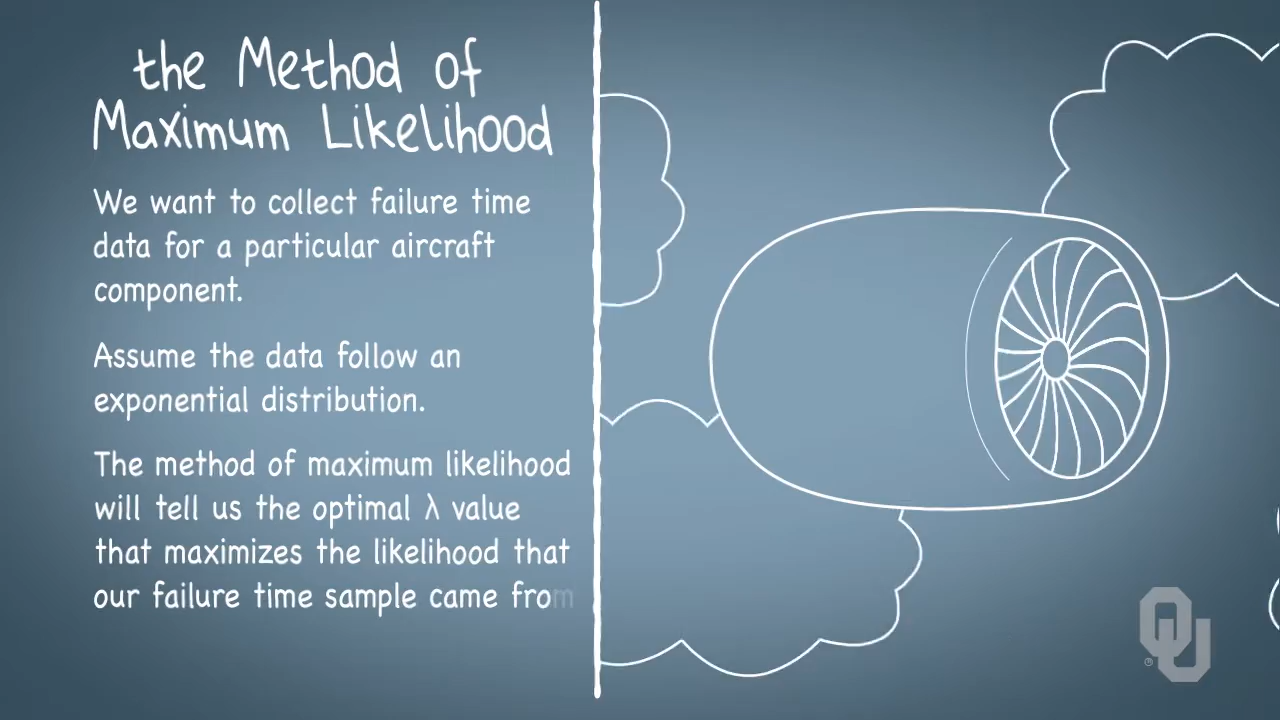 the Method of
Maximum Likelihood
We want to collect failure time
data for a particular aircraft
component.
Assume the data follow an
exponential distribution.
The method of maximum likelihood
will tell us the optimal λ value
that maximizes the likelihood that
our failure time sample came from
OU
®